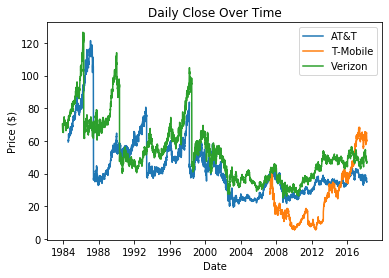 Daily Close Over Time
AT&T
T-Mobile
Verizon
Price ($)
120
100
80
60
40
20
0
1984 1988 1992 1996 2000 2004 2008 2012 2016
Date